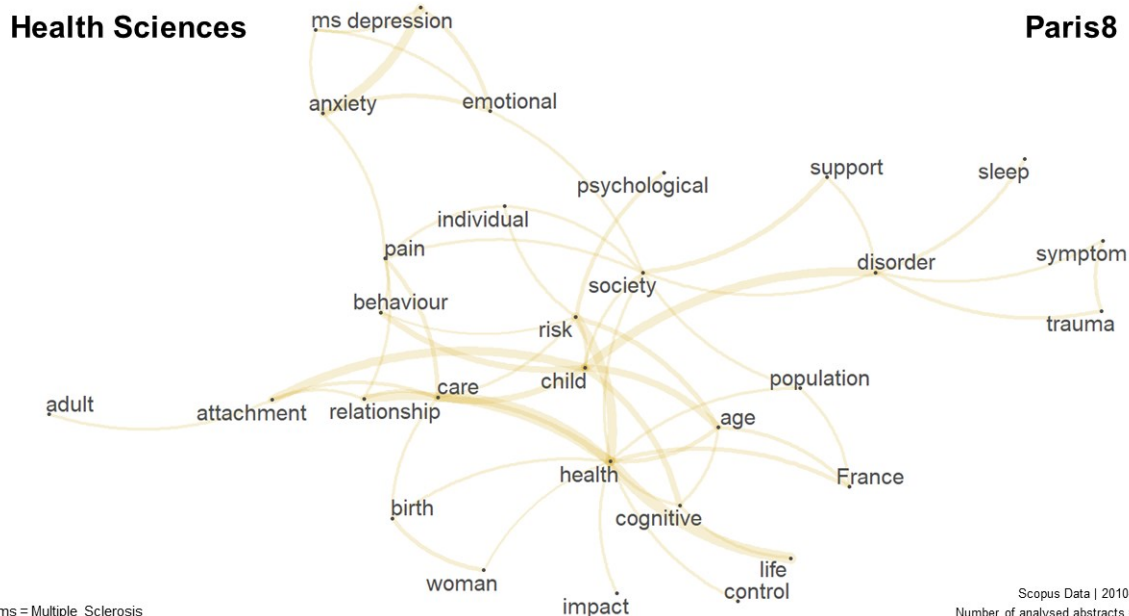 Health Sciences
Paris8
ms depression
anxiety
emotional
psychological
support
sleep
individual
pain
disorder
symptom
society
behaviour
risk
trauma
child
care
population
adult
attachment
relationship
age
health
France
birth
cognitive
woman
life
control
impact
ms = Multiple Sclerosis
Scopus Data | 2010
Number of analysed abstracts